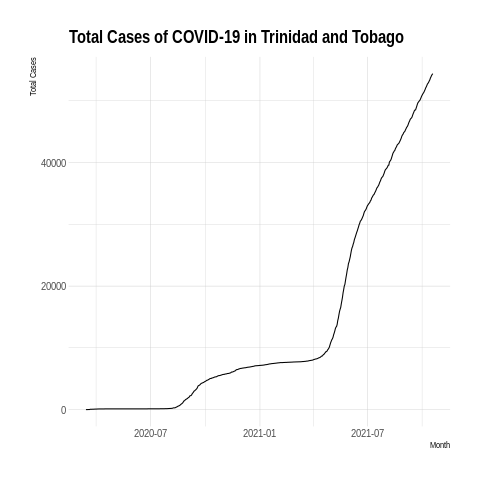 Total Cases of COVID-19 in Trinidad and Tobago
Total Cases
40000
20000
0
2020-07 2021-01 2021-07
Month